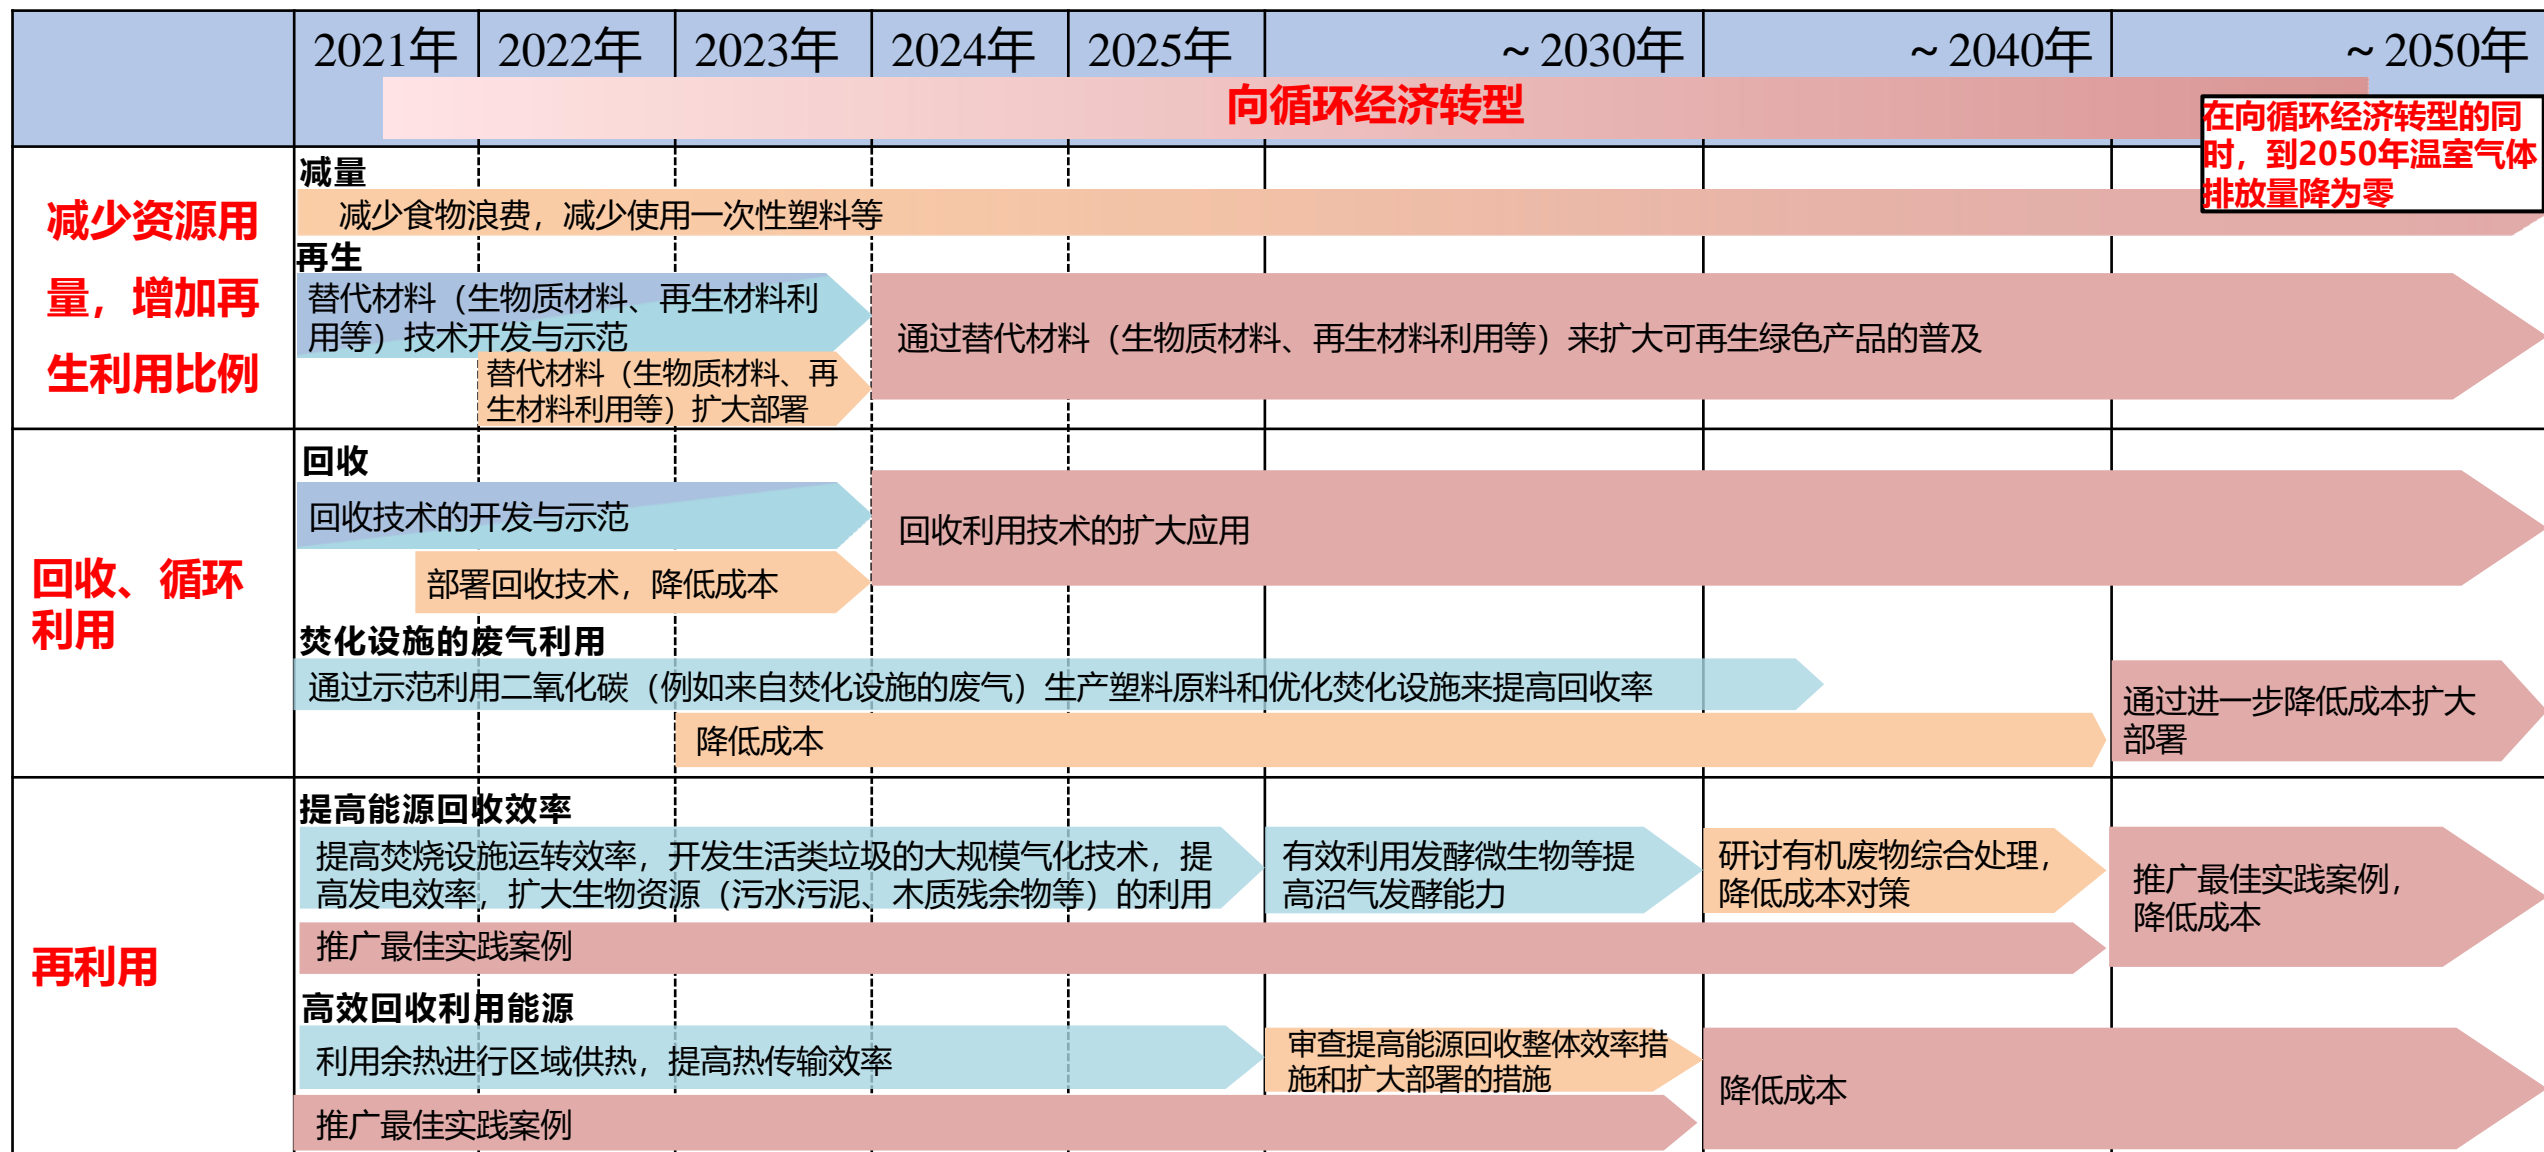 2021年 2022年 2023年 2024年 2025年 ~2030年 ~2040年 ~2050年
向循环经济转型
在向循环经济转型的同
时，到2050年温室气体
排放量降为零
减少资源用
量，增加再
生利用比例
减量
减少食物浪费，减少使用一次性塑料等
再生
替代材料（生物质材料、再生材料利
用等）技术开发与示范
替代材料（生物质材料、再
生材料利用等）扩大部署
通过替代材料（生物质材料、再生材料利用等）来扩大可再生绿色产品的普及
回收、循环
利用
回收
回收技术的开发与示范
部署回收技术，降低成本
回收利用技术的扩大应用
焚化设施的废气利用
通过示范利用二氧化碳（例如来自焚化设施的废气）生产塑料原料和优化焚化设施来提高回收率
降低成本
通过进一步降低成本扩大
部署
再利用
提高能源回收效率
提高焚烧设施运转效率，开发生活类垃圾的大规模气化技术，提
高发电效率，扩大生物资源（污水污泥、木质残余物等）的利用
有效利用发酵微生物等提
高沼气发酵能力
研讨有机废物综合处理，
降低成本对策
推广最佳实践案例，
降低成本
推广最佳实践案例
高效回收利用能源
利用余热进行区域供热，提高热传输效率
审查提高能源回收整体效率措
施和扩大部署的措施
降低成本
推广最佳实践案例